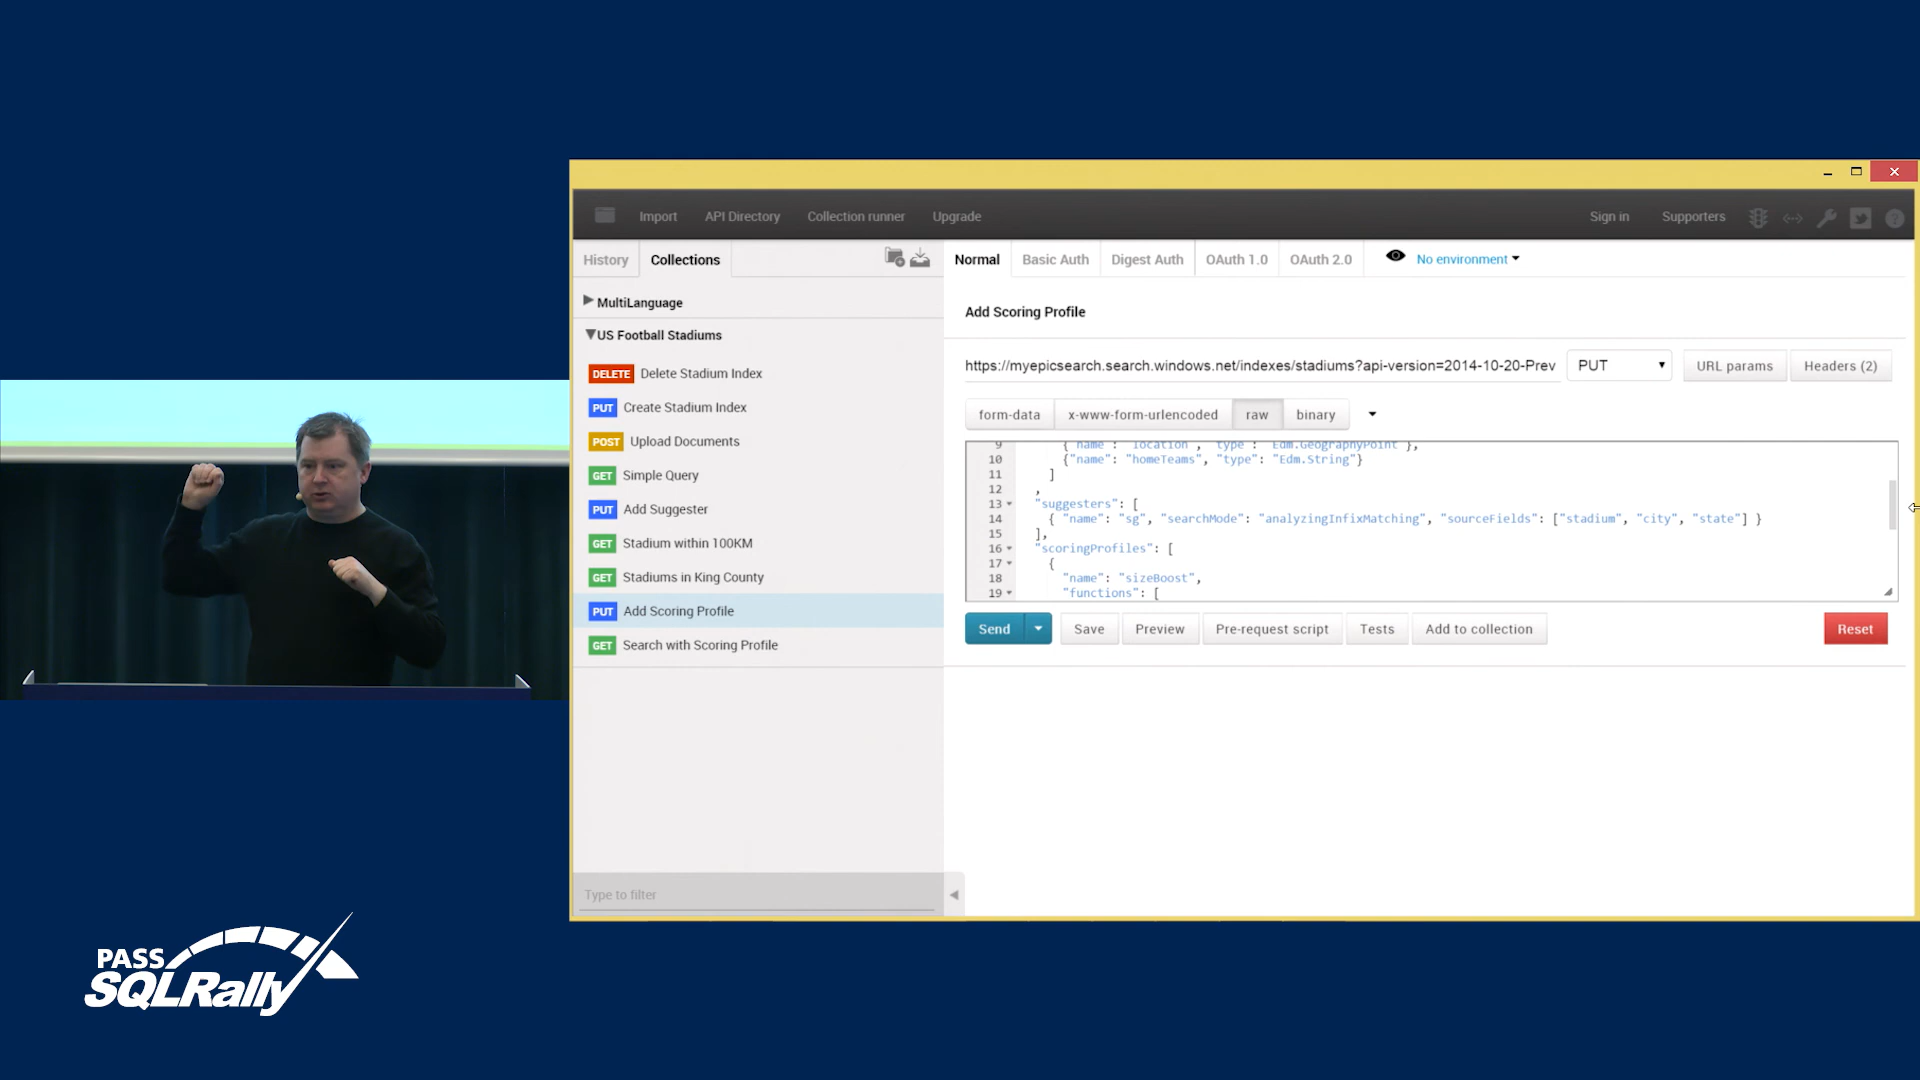 Import API Directory Collection runner Upgrade Sign in Supporters
History Collections
MultiLanguage
US Football Stadiums
DELETE Delete Stadium Index
PUT Create Stadium Index
POST Upload Documents
GET Simple Query
PUT Add Suggester
GET Stadium within 100KM
GET Stadiums in King County
PUT Add Scoring Profile
GET Search with Scoring Profile
Type to filter
Normal Basic Auth Digest Auth OAuth 1.0 OAuth 2.0 No environment
Add Scoring Profile
https://myepicsearch.search.windows.net/indexes/stadiums?api-version=2014-10-20-Prev PUT URL params Headers (2)
form-data x-www-form-urlencoded raw binary
9 { "name": "location", "type": "Edm.GeographyPoint"},
10 {"name": "homeTeams", "type": "Edm.String"}
11 ]
12 ,
13 "suggesters": [
14 { "name": "sg", "searchMode": "analyzingInfixMatching", "sourceFields": ["stadium", "city", "state"] }
15 ],
16 "scoringProfiles": [
17 {
18 "name": "sizeBoost",
19 "functions": [
Send Save Preview Pre-request script Tests Add to collection Reset
PASS
SQLRally